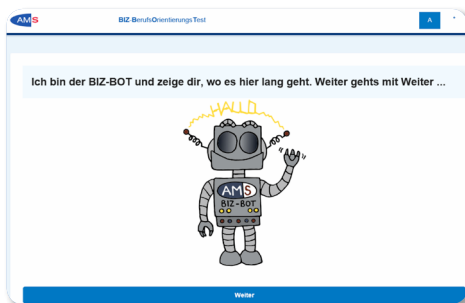 AMS
BIZ-BerufsOrientierungsTest
A
Ich bin der BIZ-BOT und zeige dir, wo es hier lang geht. Weiter gehts mit Weiter ...
HALLO
AMS
BIZ-BOT
Weiter